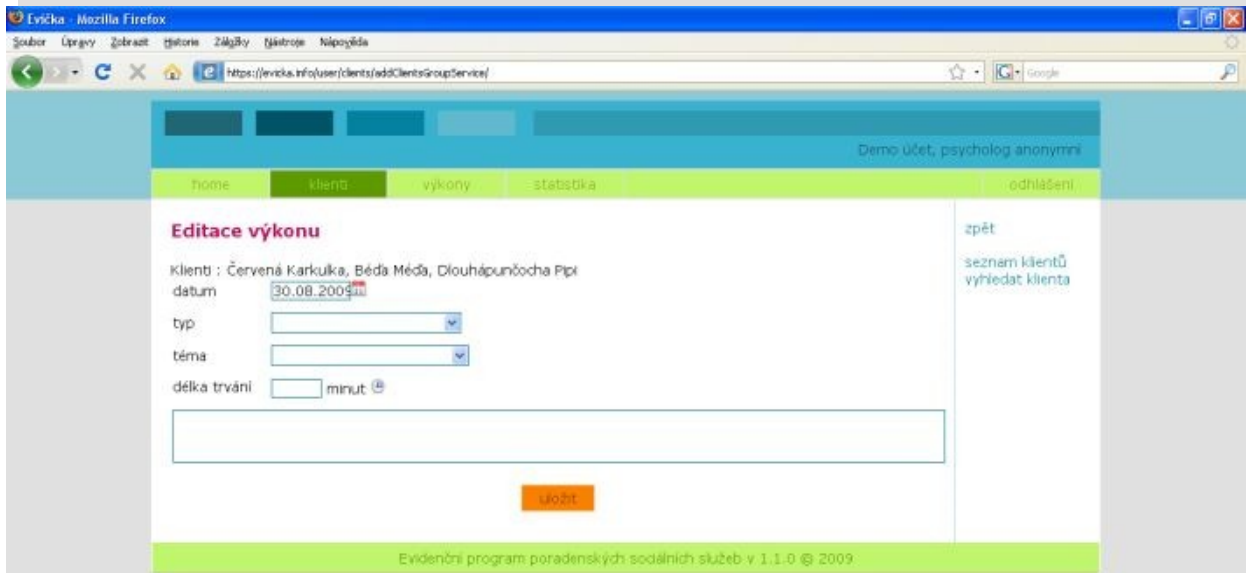 Evička - Mozilla Firefox
Soubor Úpravy Zobrazit Historie Záložky Nástroje Nápověda
https://evicka.info/user/clients/addClientsGroupService/ Google
Demo účet, psycholog anonymní
home klienti výkony statistika odhlášení
Editace výkonu
zpět
Klienti : Červená Karkulka, Béďa Méďa, Dlouhápunčocha Pipi
seznam klientů
datum 30.08.2009
vyhledat klienta
typ
téma
délka trvání minut
uložit
Evidenční program poradenských sociálních služeb v 1.1.0 © 2009